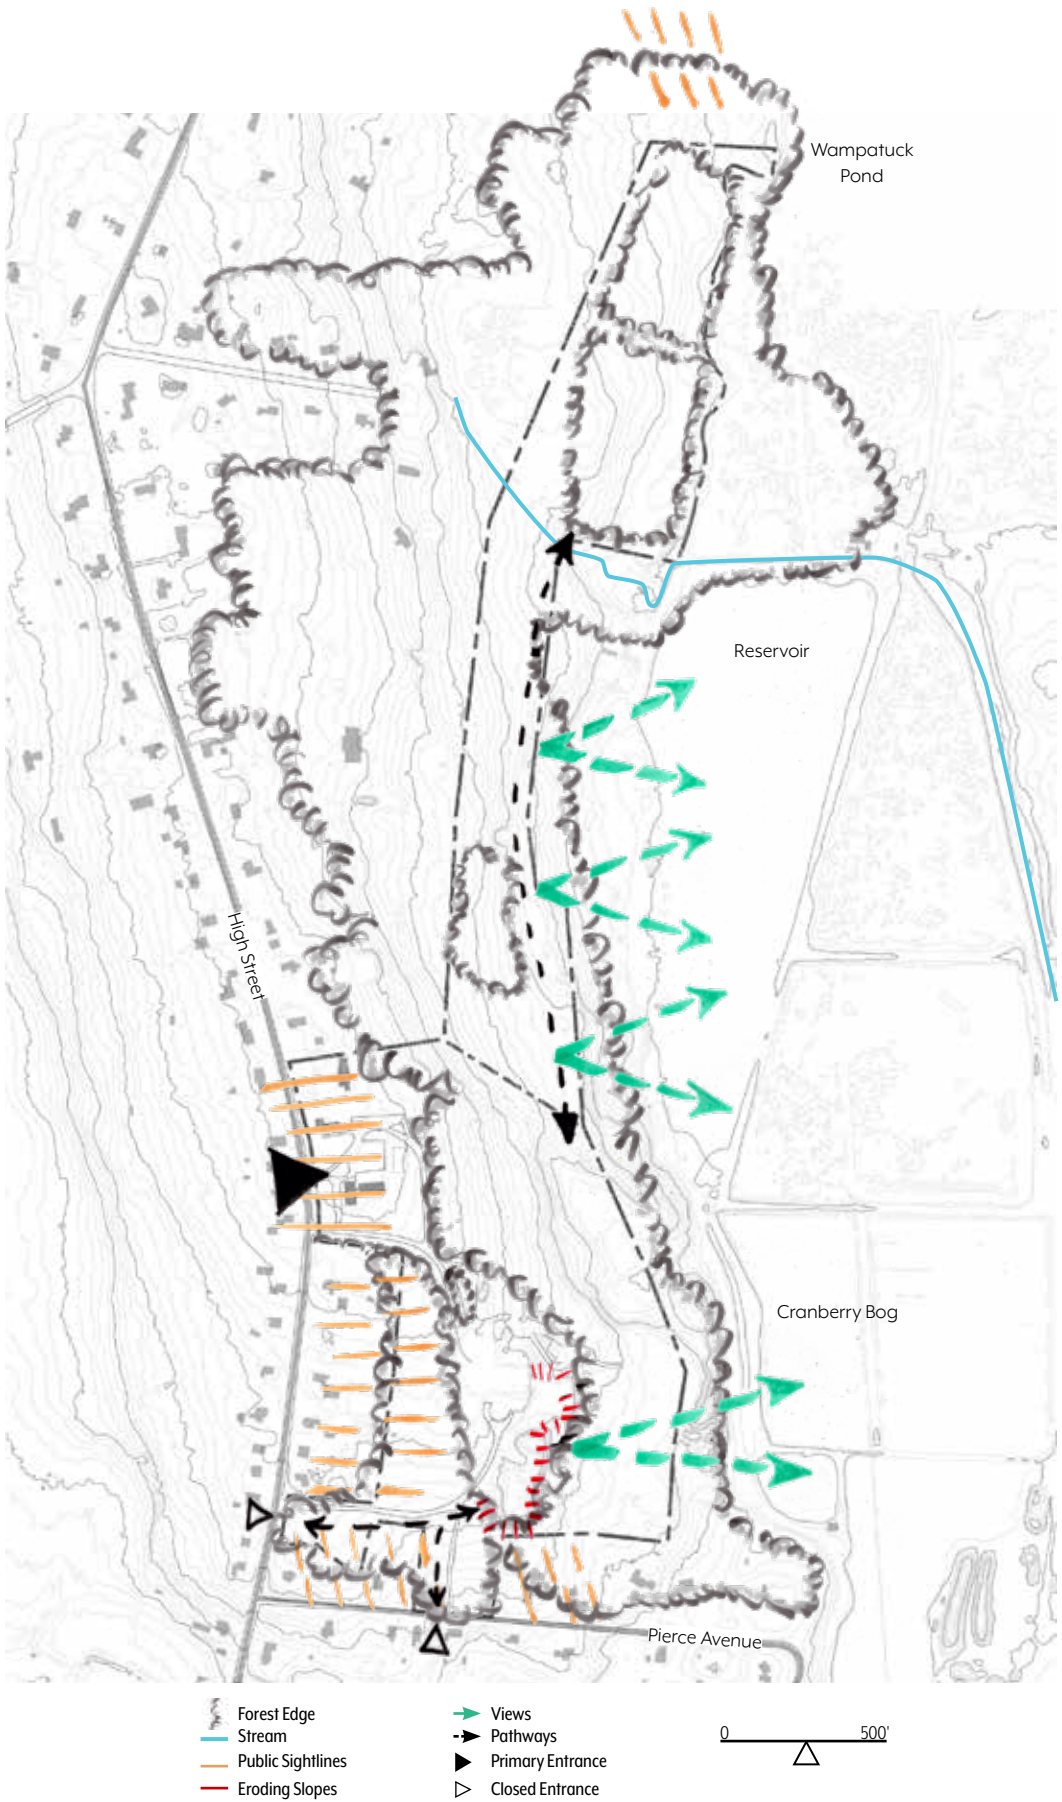 Wampatuck
Pond
Reservoir
High Street
Cranberry Bog
Pierce Avenue
Forest Edge
Stream
Public Sightlines
Eroding Slopes
Views
Pathways
Primary Entrance
Closed Entrance
0 500'